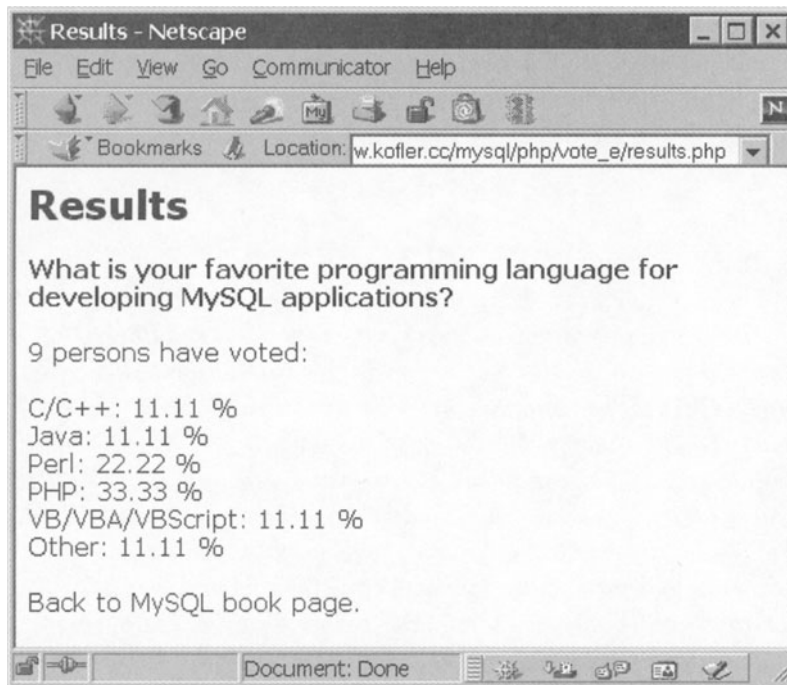 Results - Netscape
File Edit View Go Communicator Help
My
N
Bookmarks Location: w.kofler.cc/mysql/php/vote_e/results.php
Results
What is your favorite programming language for
developing MySQL applications?
9 persons have voted:
C/C++: 11.11 %
Java: 11.11 %
Perl: 22.22 %
PHP: 33.33 %
VB/VBA/VBScript: 11.11 %
Other: 11.11 %
Back to MySQL book page.
Document: Done